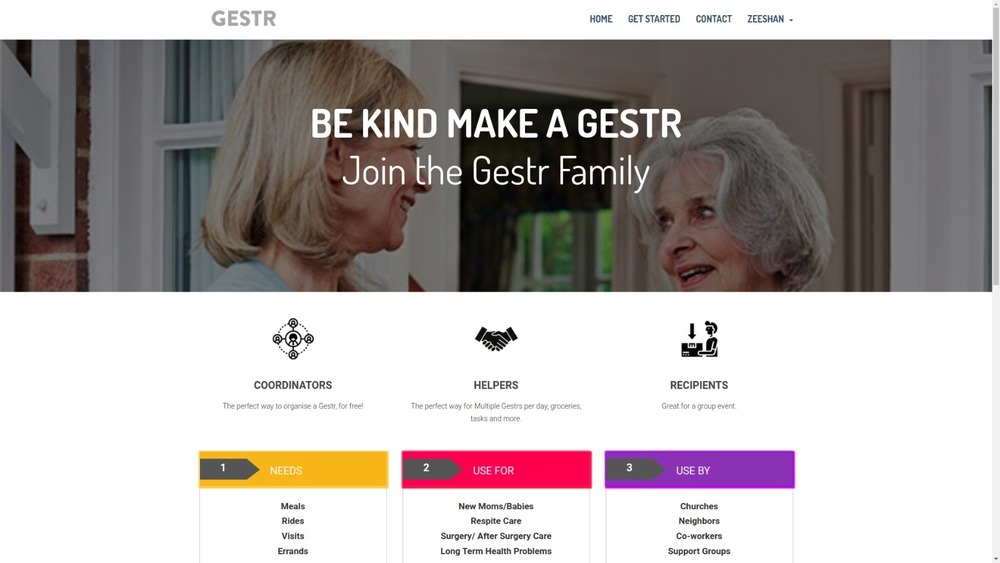 GESTR
HOME GET STARTED CONTACT ZEESHAN
BE KIND MAKE A GESTR
Join the Gestr Family
COORDINATORS
The perfect way to organise a Gestr, for free!
HELPERS
The perfect way for Multiple Gestrs per day, groceries,
tasks and more.
RECIPIENTS
Great for a group event.
1 NEEDS
Meals
Rides
Visits
Errands
2 USE FOR
New Moms/Babies
Respite Care
Surgery/ After Surgery Care
Long Term Health Problems
3 USE BY
Churches
Neighbors
Co-workers
Support Groups